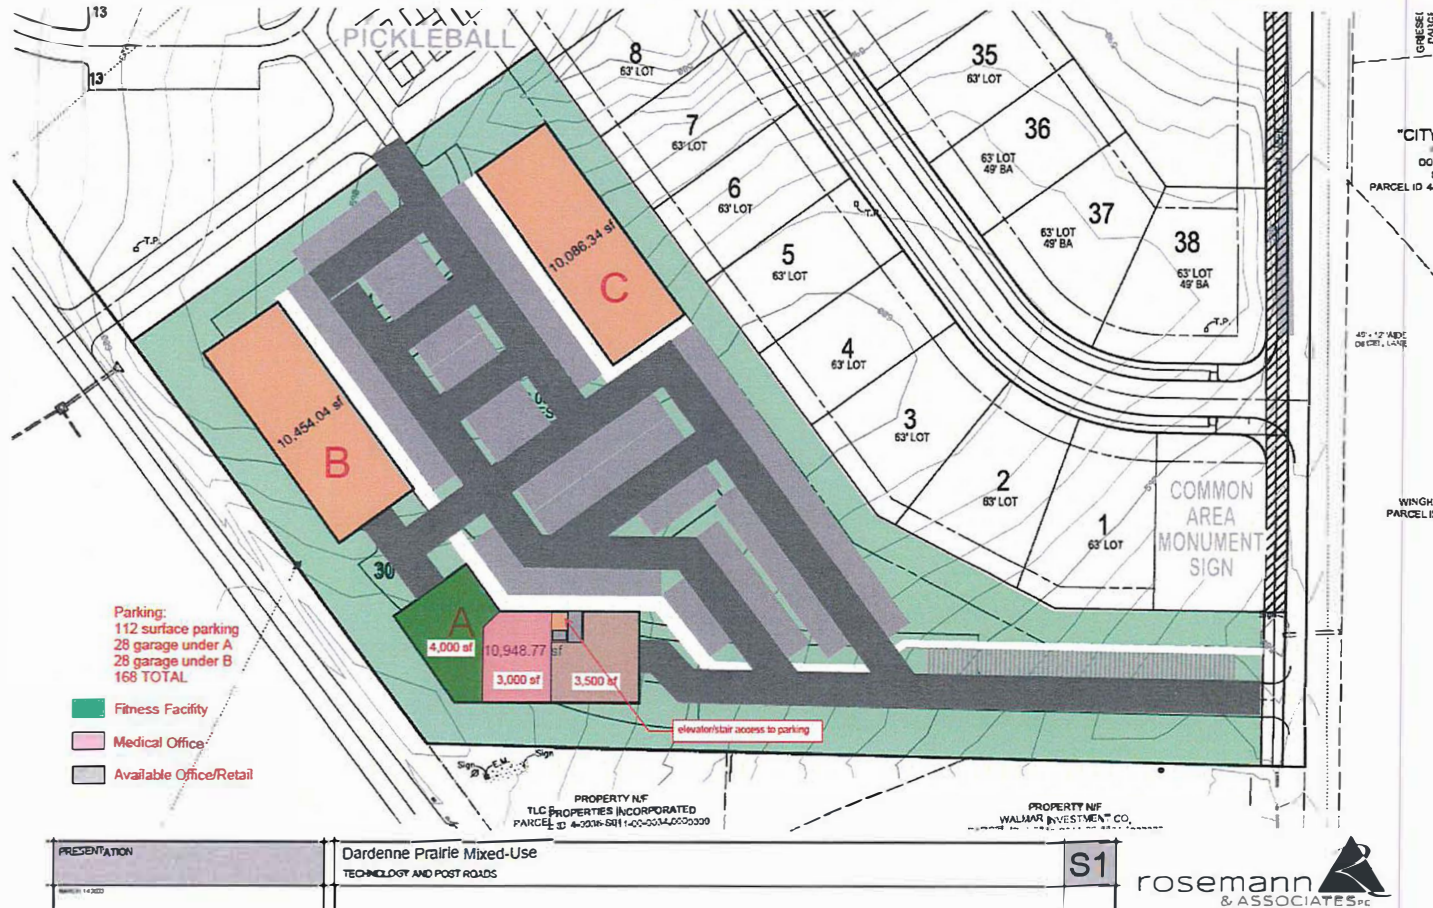 13
13
PICKLEBALL
8
63' LOT
7
63' LOT
6
63' LOT
5
63' LOT
4
63' LOT
3
63' LOT
2
63' LOT
1
63' LOT
35
63' LOT
36
63' LOT
49' BA
37
63' LOT
49' BA
38
63' LOT
49' BA
T.P.
T.P.
T.P.
COMMON
AREA
MONUMENT
SIGN
"CITY
PARCEL ID 4
WINGH
PARCEL I
10,086.34 sf
C
10,454.04 sf
B
30
A
4,000 sf
10,948.77 sf
3,000 sf
3,500 sf
elevator/stair access to parking
Parking:
112 surface parking
28 garage under A
28 garage under B
168 TOTAL
Fitness Facility
Medical Office
Available Office/Retail
Sign
E.M.
Sign
PROPERTY N/F
TLC PROPERTIES INCORPORATED
PROPERTY N/F
WALMAR INVESTMENT CO.
PRESENTATION
Dardenne Prairie Mixed-Use
TECHNOLOGY AND POST ROADS
S1
rosemann
& ASSOCIATES PC